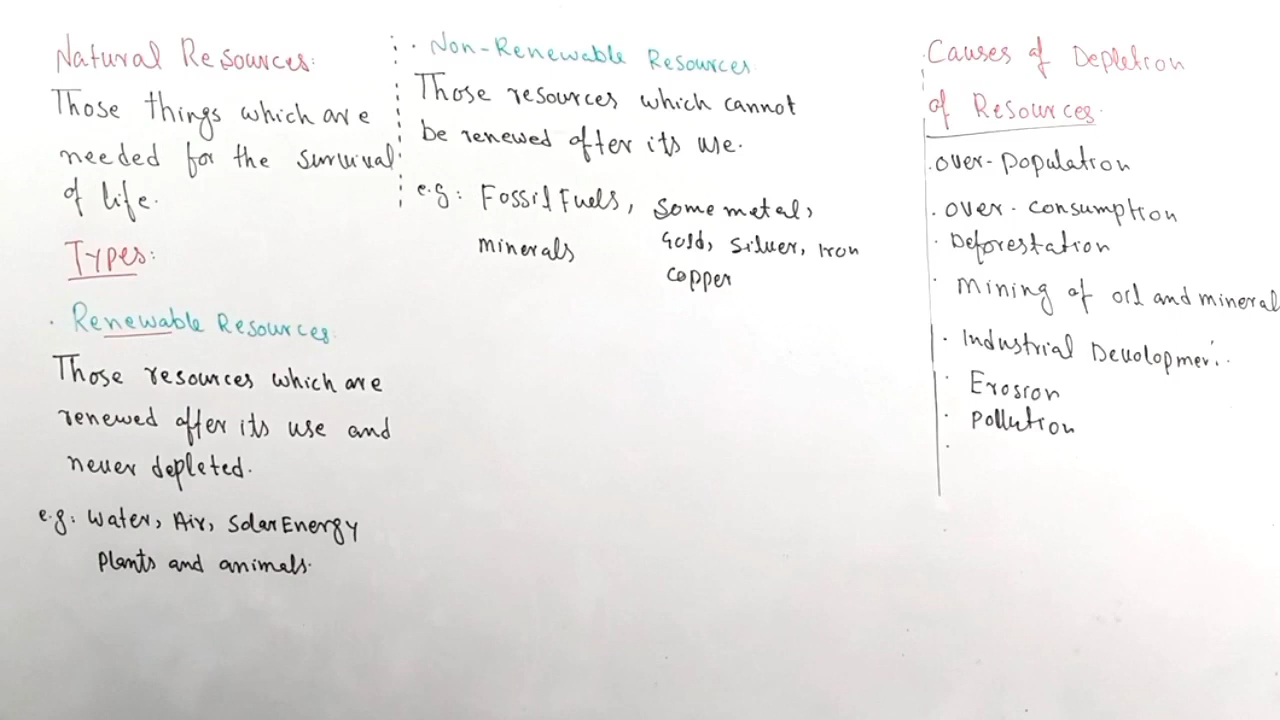 Natural Resources:
Those things which are
needed for the survival
of life.
Types:
· Renewable Resources.
Those resources which are
renewed after its use and
never depleted.
e.g: Water, Air, Solar Energy
Plants and animals.
· Non-Renewable Resources
Those resources which cannot
be renewed after its use.
e.g: Fossil Fuels, Some metal,
minerals
Gold, Silver, Iron
Copper
Causes of Depletion
of Resources.
· over-population
· over-consumption
· Deforestation
· Mining of oil and mineral
· Industrial Development
· Erosion
· Pollution